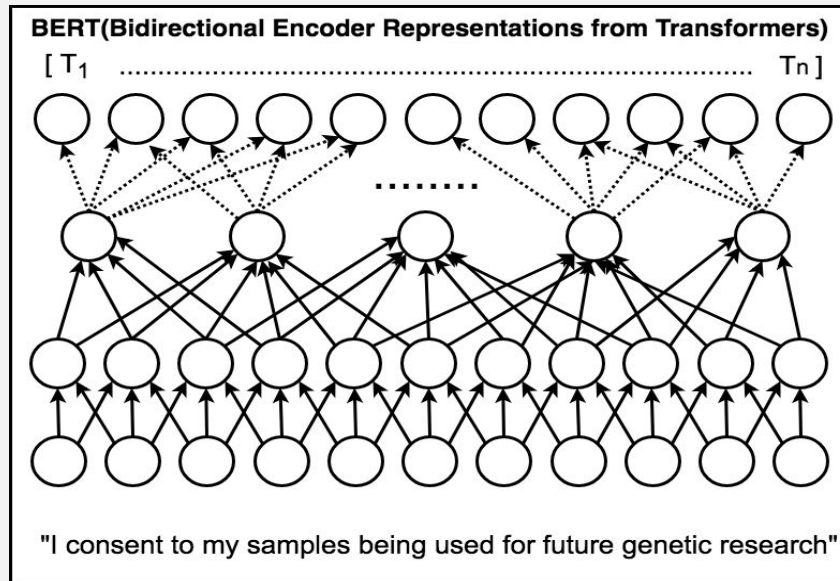 BERT(Bidirectional Encoder Representations from Transformers)
[ T1 ........................................................................ Tn ]
........
"I consent to my samples being used for future genetic research"